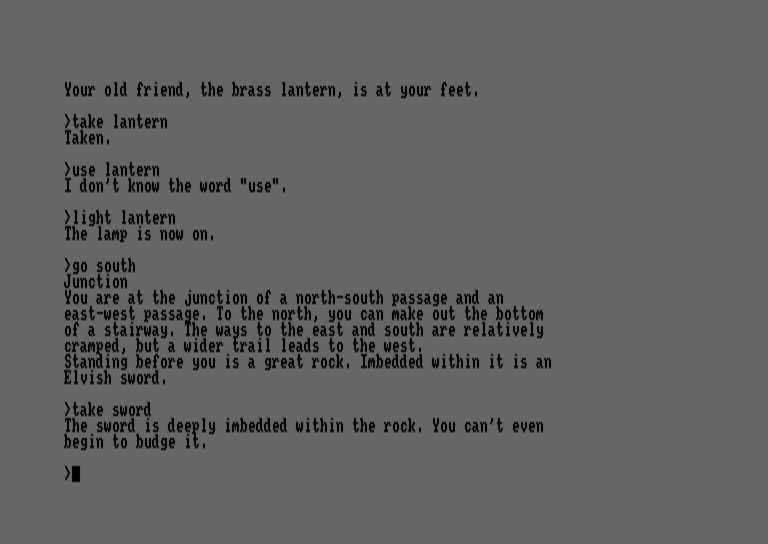 Your old friend, the brass lantern, is at your feet.
>take lantern
Taken.
>use lantern
I don't know the word "use".
>light lantern
The lamp is now on.
>go south
Junction
You are at the junction of a north-south passage and an
east-west passage. To the north, you can make out the bottom
of a stairway. The ways to the east and south are relatively
cramped, but a wider trail leads to the west.
Standing before you is a great rock. Imbedded within it is an
Elvish sword.
>take sword
The sword is deeply imbedded within the rock. You can't even
begin to budge it.
>